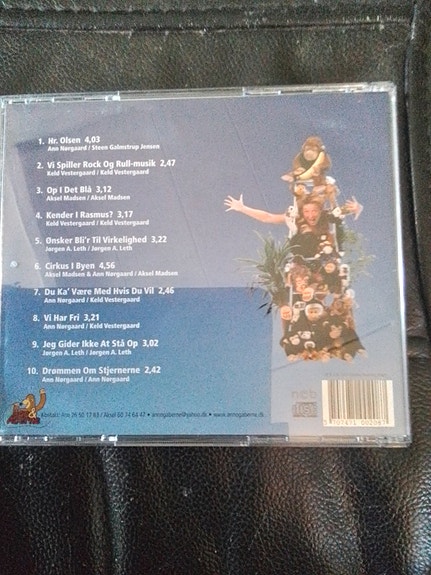 1. Hr. Olsen 4,03
Ann Nørgaard / Steen Galmstrup Jensen
2. Vi Spiller Rock Og Rull-musik 2,47
Keld Vestergaard / Keld Vestergaard
3. Op I Det Blå 3,12
Aksel Madsen / Aksel Madsen
4. Kender I Rasmus? 3,17
Keld Vestergaard / Keld Vestergaard
5. Ønsker Bli'r Til Virkelighed 3,22
Jørgen A. Leth / Jørgen A. Leth
6. Cirkus I Byen 4,56
Aksel Madsen & Ann Nørgaard / Aksel Madsen
7. Du Ka' Være Med Hvis Du Vil 2,46
Ann Nørgaard / Keld Vestergaard
8. Vi Har Fri 3,21
Ann Nørgaard / Keld Vestergaard
9. Jeg Gider Ikke At Stå Op 3,02
Jørgen A. Leth / Jørgen A. Leth
10. Drømmen Om Stjernerne 2,42
Ann Nørgaard / Ann Nørgaard
ncb